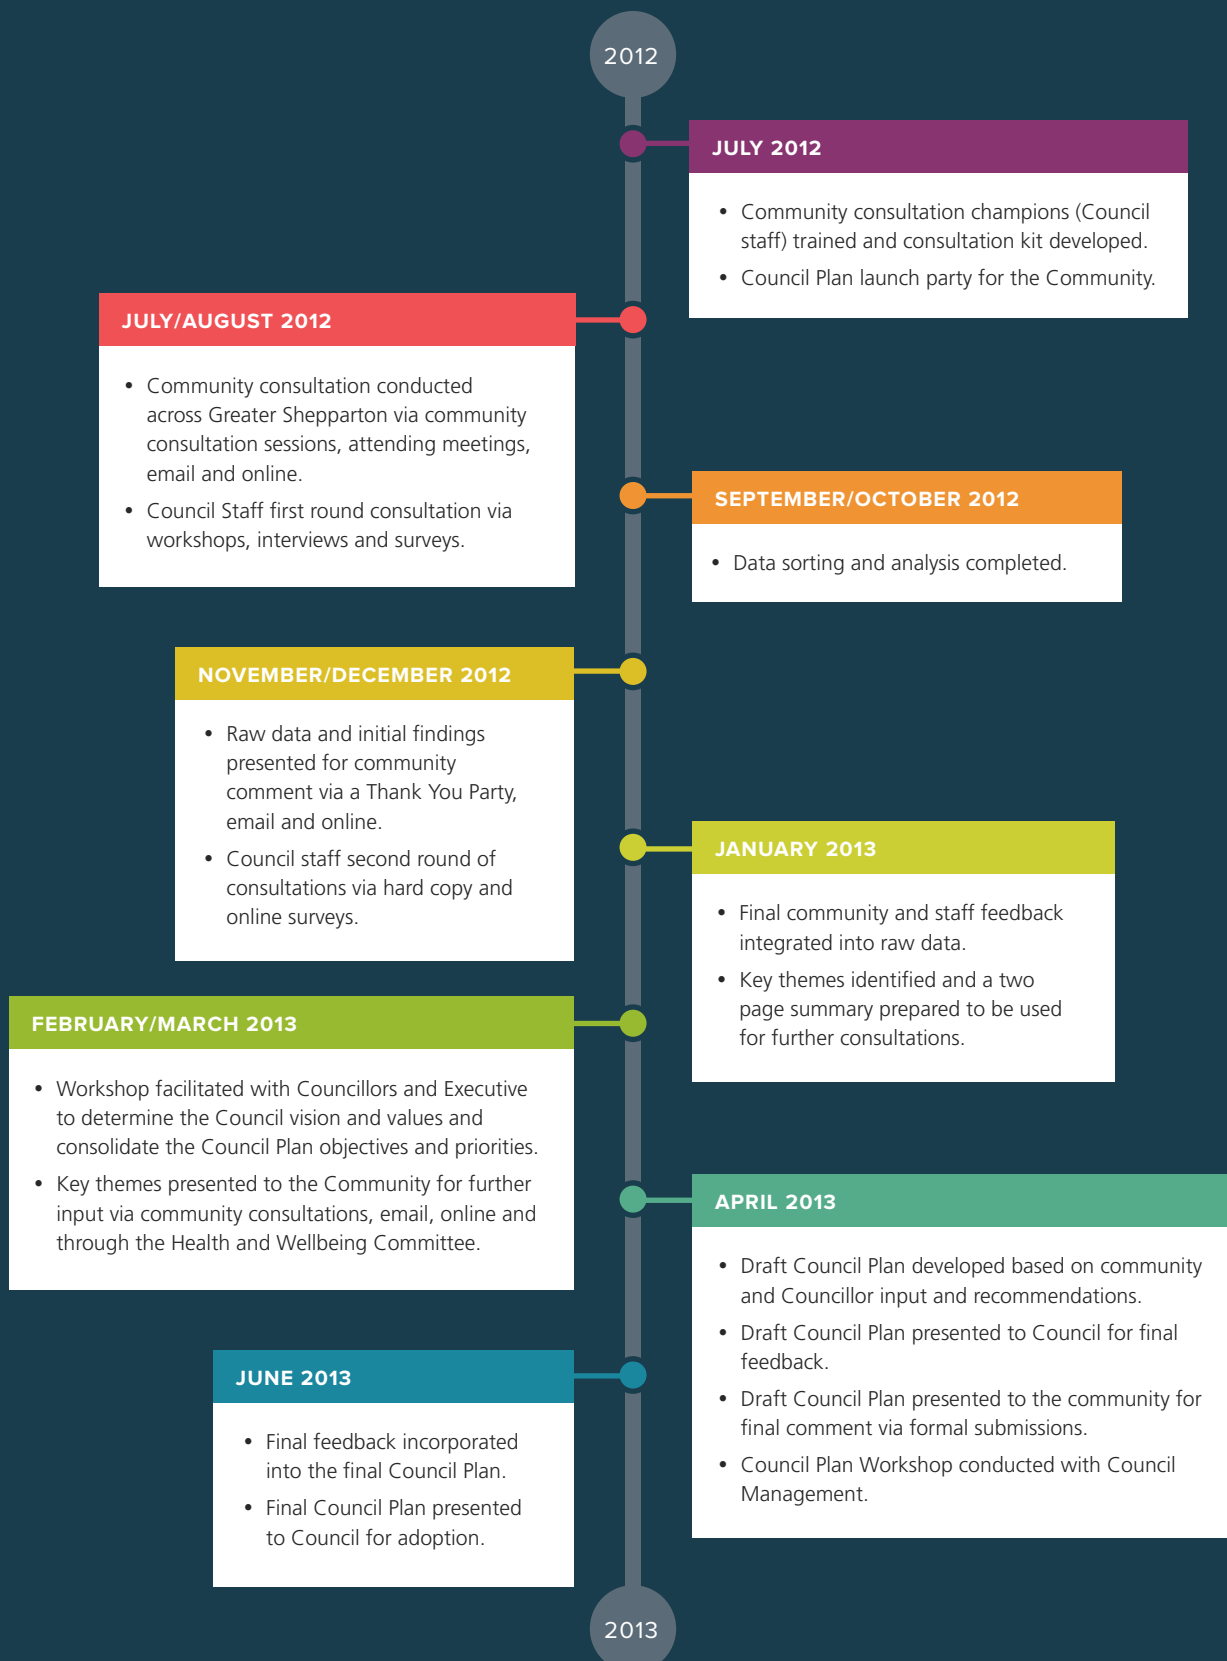 2012
JULY 2012
• Community consultation champions (Council
staff) trained and consultation kit developed.
• Council Plan launch party for the Community.
JULY/AUGUST 2012
• Community consultation conducted
across Greater Shepparton via community
consultation sessions, attending meetings,
email and online.
• Council Staff first round consultation via
workshops, interviews and surveys.
SEPTEMBER/OCTOBER 2012
• Data sorting and analysis completed.
NOVEMBER/DECEMBER 2012
• Raw data and initial findings
presented for community
comment via a Thank You Party,
email and online.
• Council staff second round of
consultations via hard copy and
online surveys.
JANUARY 2013
• Final community and staff feedback
integrated into raw data.
• Key themes identified and a two
page summary prepared to be used
for further consultations.
FEBRUARY/MARCH 2013
• Workshop facilitated with Councillors and Executive
to determine the Council vision and values and
consolidate the Council Plan objectives and priorities.
• Key themes presented to the Community for further
input via community consultations, email, online and
through the Health and Wellbeing Committee.
APRIL 2013
• Draft Council Plan developed based on community
and Councillor input and recommendations.
• Draft Council Plan presented to Council for final
feedback.
• Draft Council Plan presented to the community for
final comment via formal submissions.
• Council Plan Workshop conducted with Council
Management.
JUNE 2013
• Final feedback incorporated
into the final Council Plan.
• Final Council Plan presented
to Council for adoption.
2013